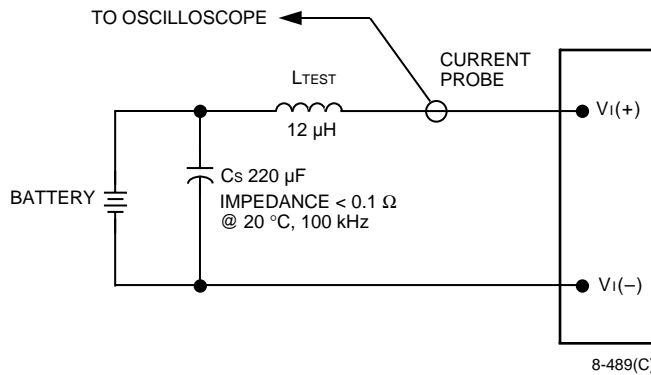 TO OSCILLOSCOPE
CURRENT
PROBE
LTEST
12 µH
VI(+)
CS 220 µF
IMPEDANCE < 0.1 Ω
@ 20 °C, 100 kHz
BATTERY
VI(–)
8-489(C)